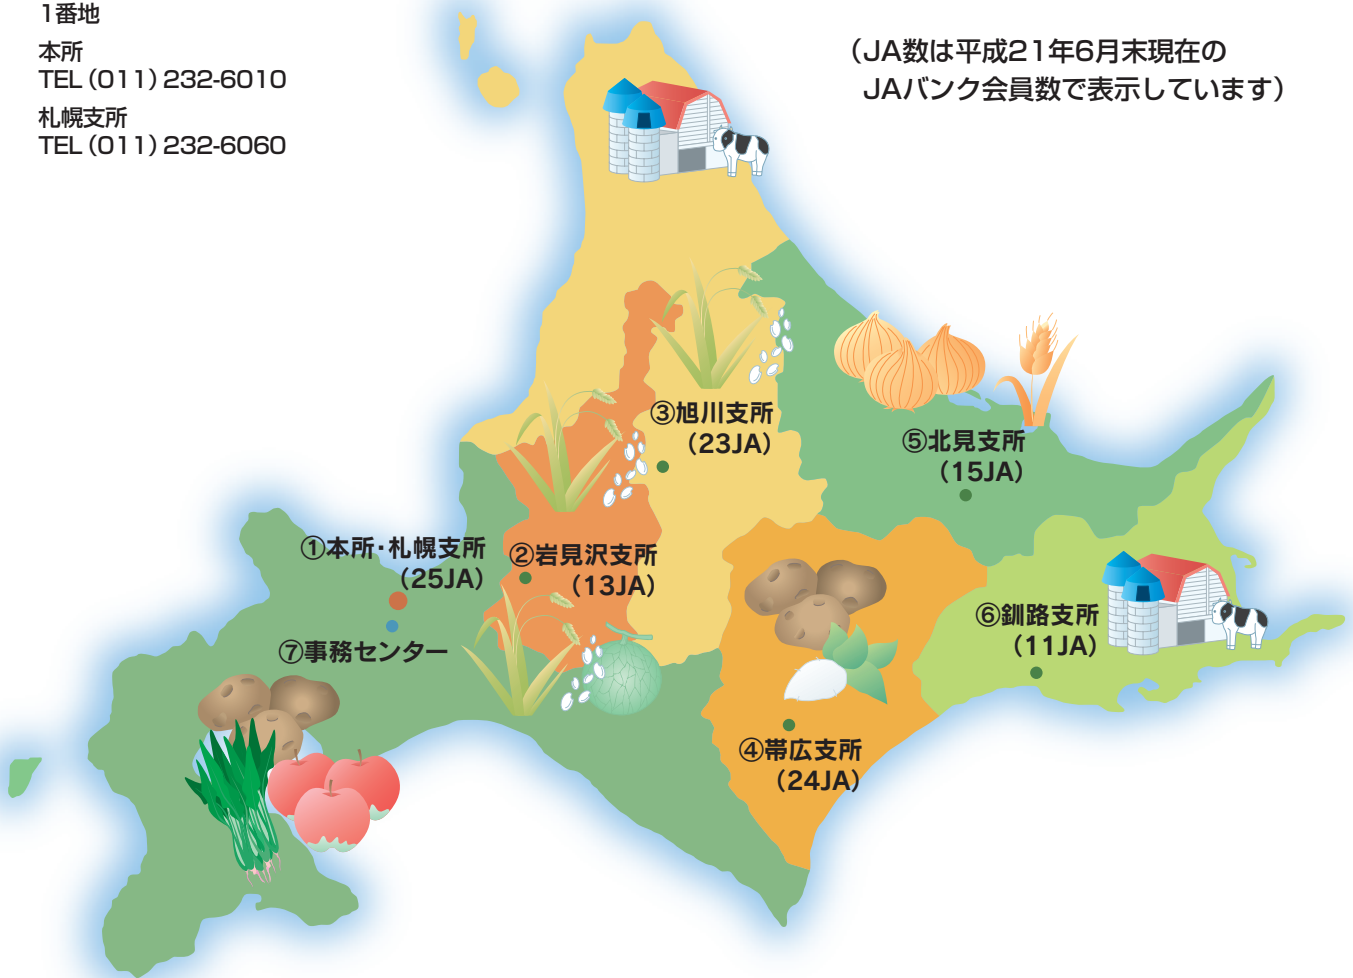 1番地
本所
TEL（011）232-6010
札幌支所
TEL（011）232-6060
（JA数は平成21年6月末現在の
JAバンク会員数で表示しています）
③旭川支所
（23JA）
⑤北見支所
（15JA）
①本所・札幌支所
（25JA）
②岩見沢支所
（13JA）
⑥釧路支所
（11JA）
⑦事務センター
④帯広支所
（24JA）